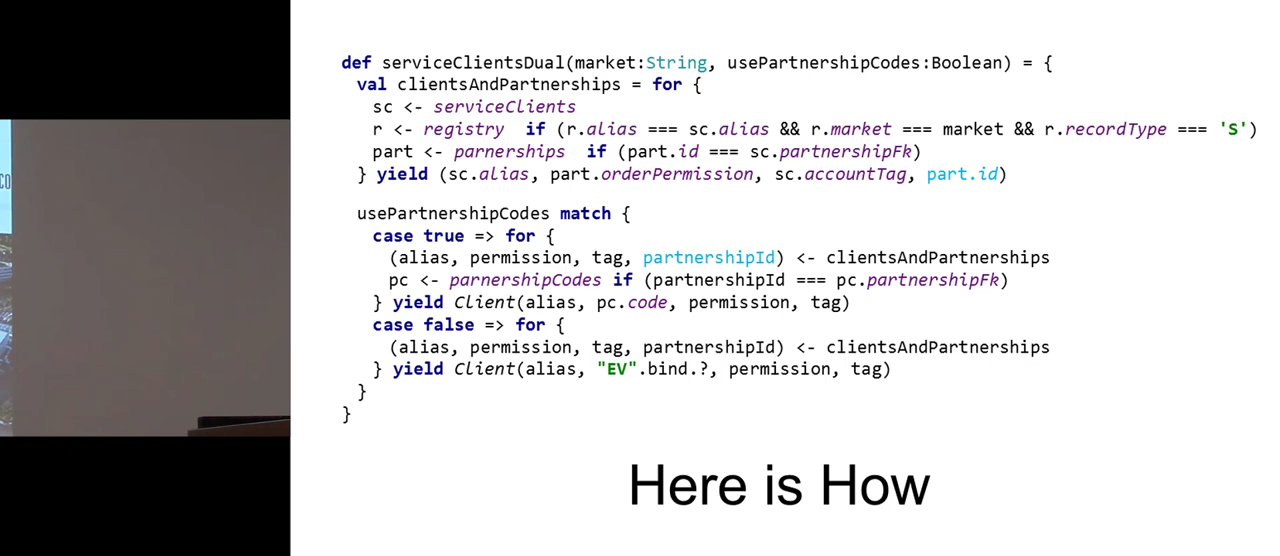 def serviceClientsDual(market:String, usePartnershipCodes:Boolean) = {
val clientsAndPartnerships = for {
sc <- serviceClients
r <- registry if (r.alias === sc.alias && r.market === market && r.recordType === 'S')
part <- parnerships if (part.id === sc.partnershipFk)
} yield (sc.alias, part.orderPermission, sc.accountTag, part.id)
usePartnershipCodes match {
case true => for {
(alias, permission, tag, partnershipId) <- clientsAndPartnerships
pc <- parnershipCodes if (partnershipId === pc.partnershipFk)
} yield Client(alias, pc.code, permission, tag)
case false => for {
(alias, permission, tag, partnershipId) <- clientsAndPartnerships
} yield Client(alias, "EV".bind.?, permission, tag)
}
}
Here is How